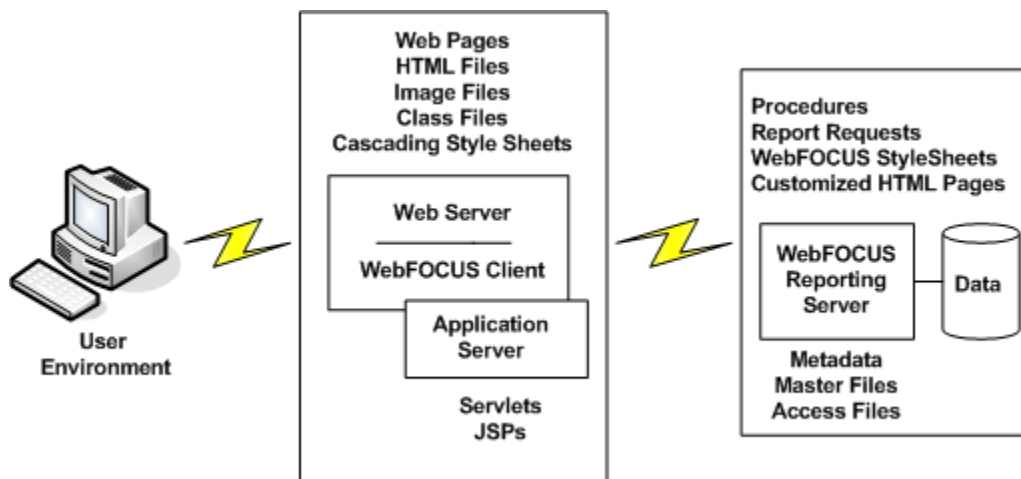 Web Pages
HTML Files
Image Files
Class Files
Cascading Style Sheets
Web Server
WebFOCUS Client
Application
Server
Servlets
JSPs
User
Environment
Procedures
Report Requests
WebFOCUS StyleSheets
Customized HTML Pages
WebFOCUS
Reporting
Server
Data
Metadata
Master Files
Access Files